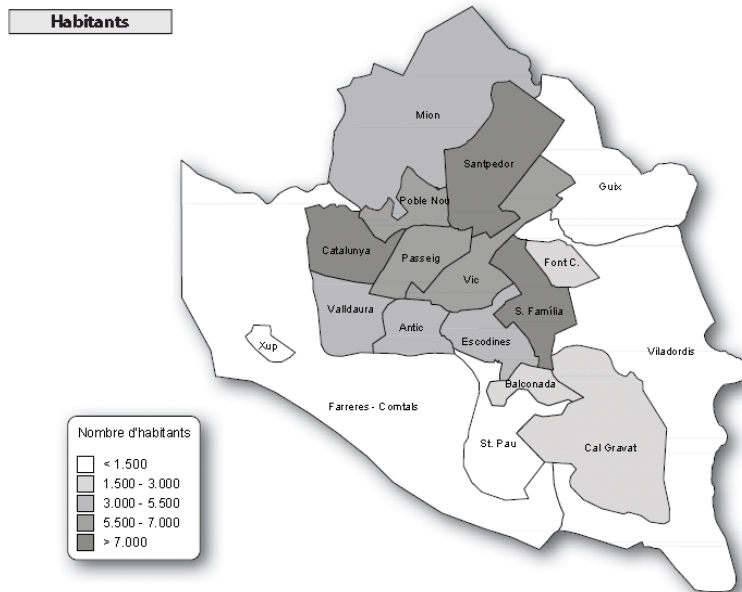 Habitants
Mion
Santpedor
Guix
Poble Nou
Catalunya
Passeig
Font C.
Vic
Valldaura
S. Família
Antic
Escodines
Xup
Viladordis
Balconada
Farreres - Comtals
St. Pau
Cal Gravat
Nombre d'habitants
< 1.500
1.500 - 3.000
3.000 - 5.500
5.500 - 7.000
> 7.000